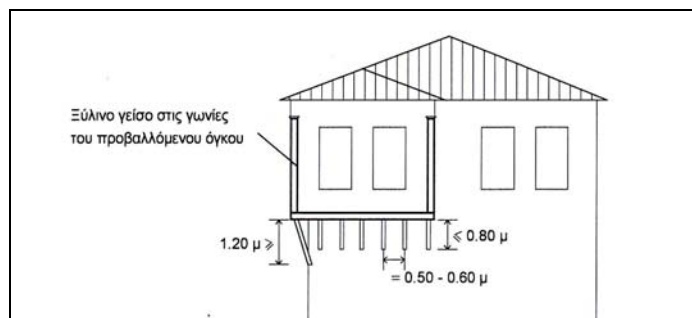 Ξύλινο γείσο στις γωνίες
του προβαλλόμενου όγκου
1.20 μ ⩾
⩽ 0.80 μ
= 0.50 - 0.60 μ